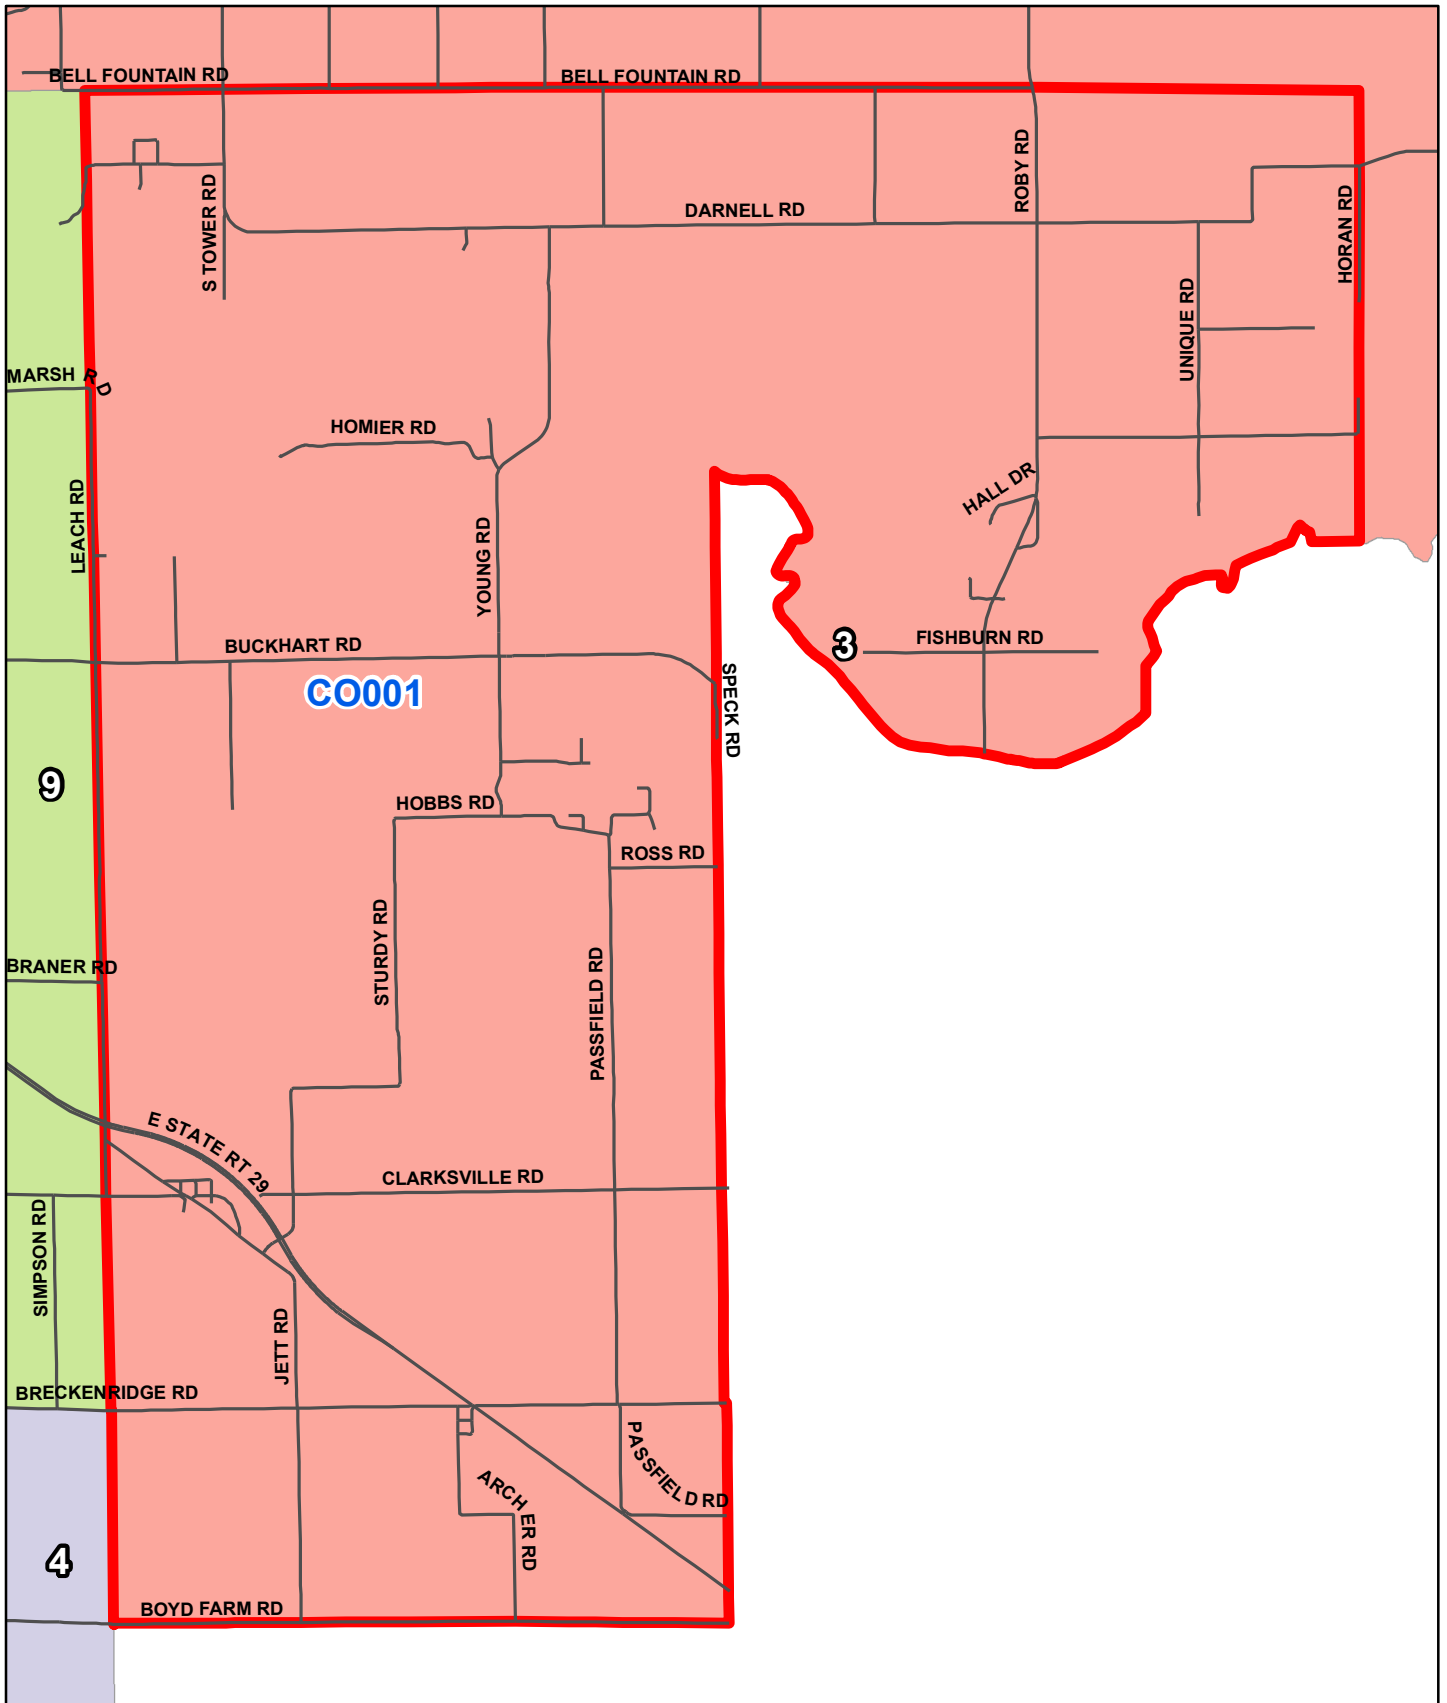 BELL FOUNTAIN RD
BELL FOUNTAIN RD
ROBY RD
S TOWER RD
DARNELL RD
HORAN RD
UNIQUE RD
MARSH RD
HOMIER RD
LEACH RD
HALL DR
YOUNG RD
BUCKHART RD
3
FISHBURN RD
CO001
SPECK RD
9
HOBBS RD
ROSS RD
STURDY RD
BRANER RD
PASSFIELD RD
E STATE RT 29
CLARKSVILLE RD
SIMPSON RD
JETT RD
BRECKENRIDGE RD
PASSFIELD RD
ARCHER RD
4
BOYD FARM RD